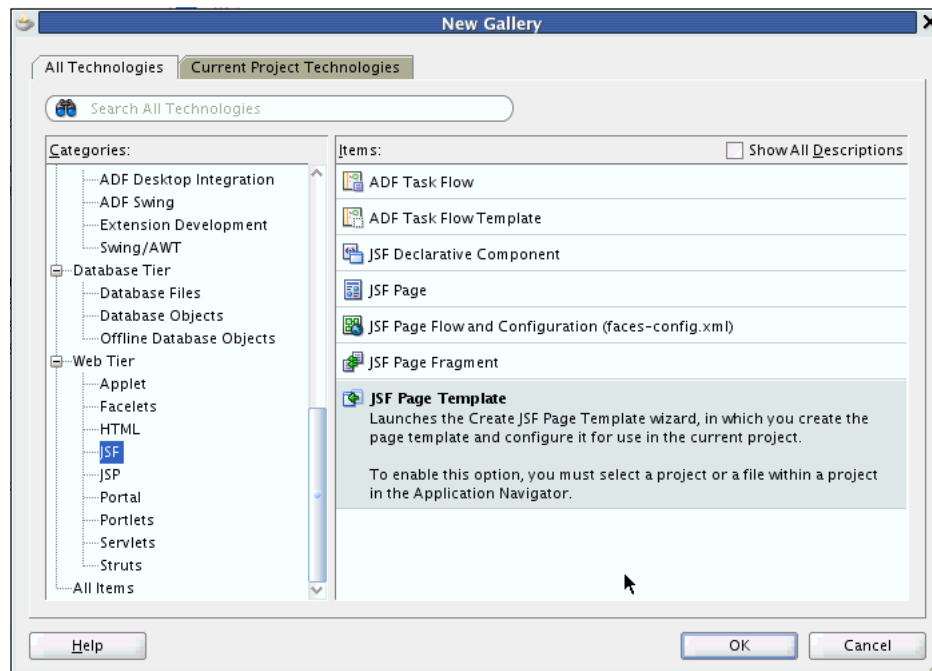 New Gallery
All Technologies
Current Project Technologies
Search All Technologies
Categories:
ADF Desktop Integration
ADF Swing
Extension Development
Swing/AWT
Database Tier
Database Files
Database Objects
Offline Database Objects
Web Tier
Applet
Facelets
HTML
JSF
JSP
Portal
Portlets
Servlets
Struts
All Items
Items:
Show All Descriptions
ADF Task Flow
ADF Task Flow Template
JSF Declarative Component
JSF Page
JSF Page Flow and Configuration (faces-config.xml)
JSF Page Fragment
JSF Page Template
Launches the Create JSF Page Template wizard, in which you create the
page template and configure it for use in the current project.
To enable this option, you must select a project or a file within a project
in the Application Navigator.
Help
OK
Cancel